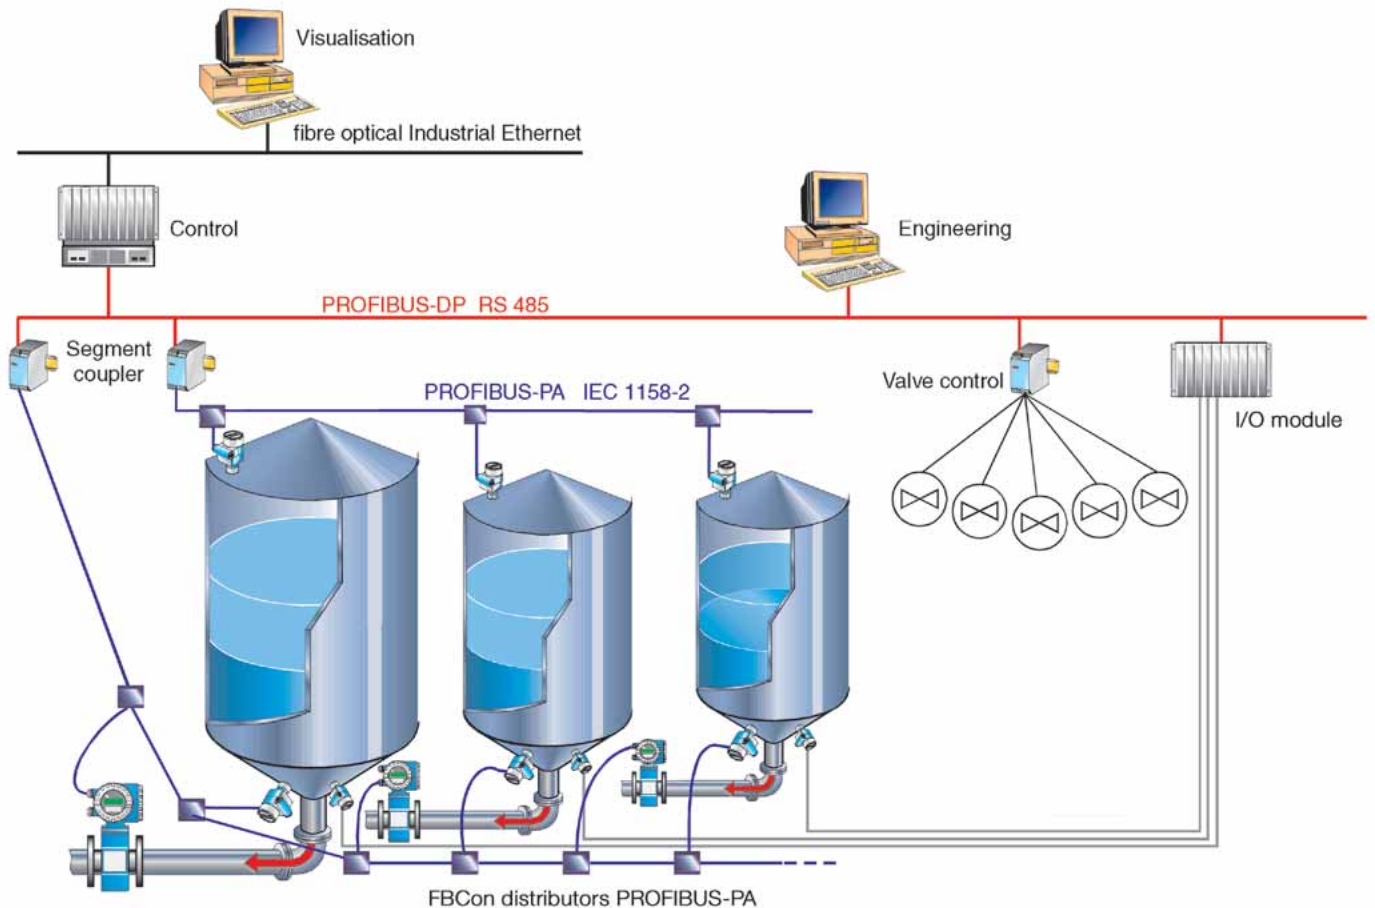 Visualisation
fibre optical Industrial Ethernet
Control
Engineering
PROFIBUS-DP RS 485
Segment
coupler
PROFIBUS-PA IEC 1158-2
Valve control
I/O module
FBCon distributors PROFIBUS-PA